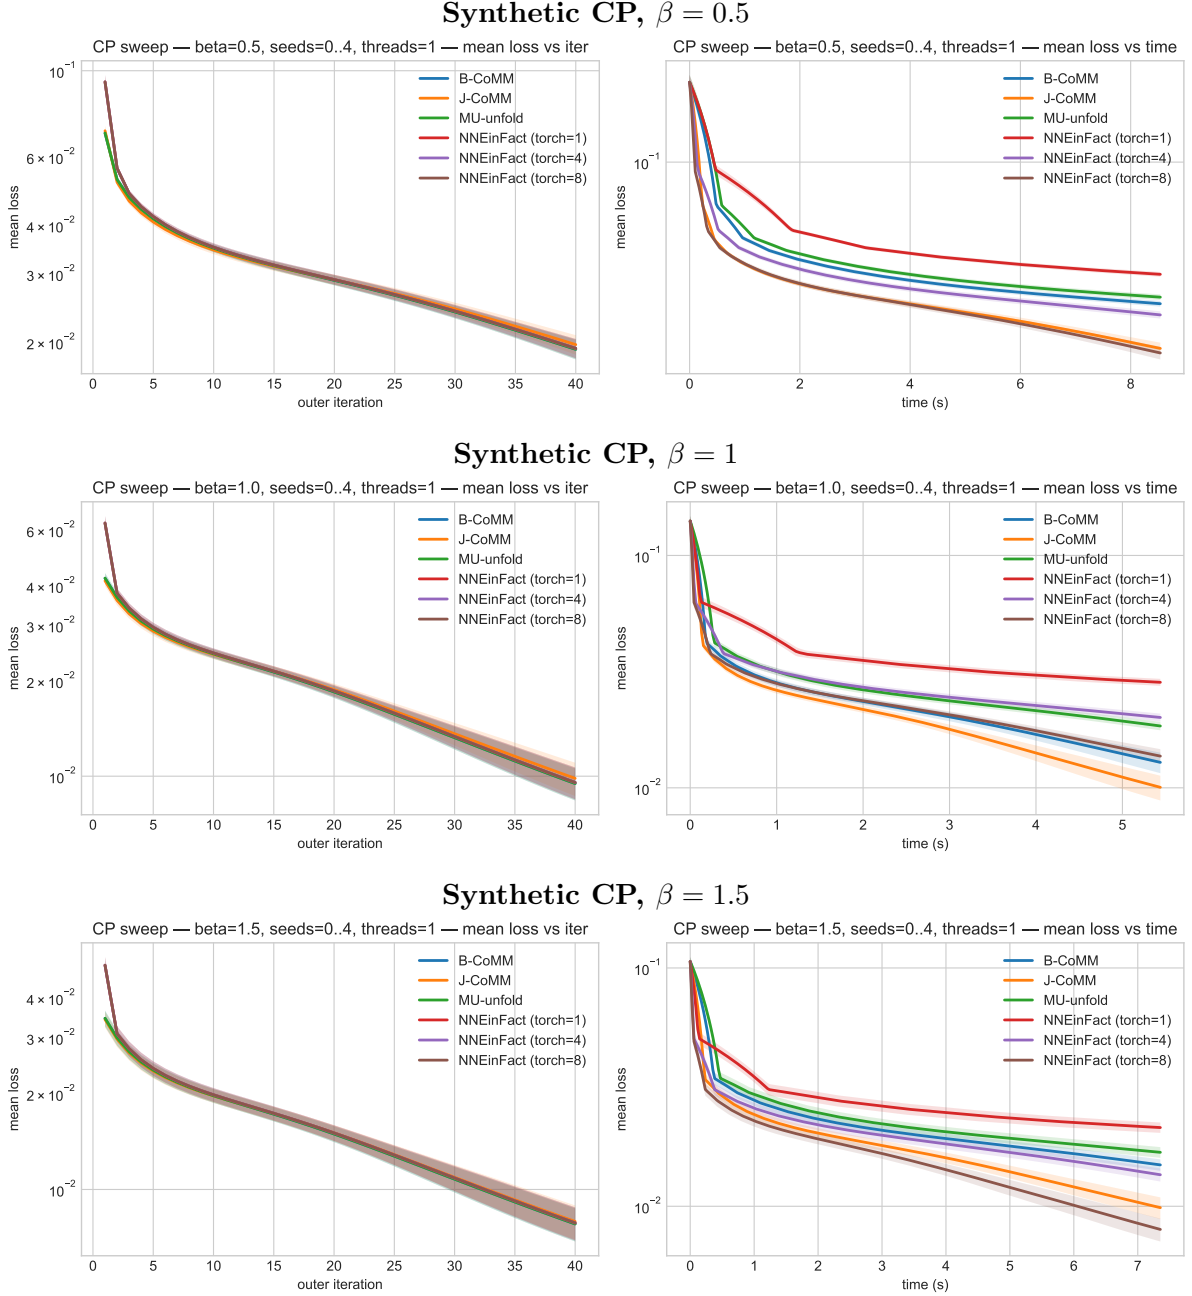 Synthetic CP, β = 0.5
CP sweep — beta=0.5, seeds=0..4, threads=1 — mean loss vs iter
10⁻¹
6 × 10⁻²
4 × 10⁻²
3 × 10⁻²
2 × 10⁻²
mean loss
B-CoMM
J-CoMM
MU-unfold
NNEinFact (torch=1)
NNEinFact (torch=4)
NNEinFact (torch=8)
0 5 10 15 20 25 30 35 40
outer iteration
CP sweep — beta=0.5, seeds=0..4, threads=1 — mean loss vs time
10⁻¹
mean loss
B-CoMM
J-CoMM
MU-unfold
NNEinFact (torch=1)
NNEinFact (torch=4)
NNEinFact (torch=8)
0 2 4 6 8
time (s)
Synthetic CP, β = 1
CP sweep — beta=1.0, seeds=0..4, threads=1 — mean loss vs iter
6 × 10⁻²
4 × 10⁻²
3 × 10⁻²
2 × 10⁻²
10⁻²
mean loss
B-CoMM
J-CoMM
MU-unfold
NNEinFact (torch=1)
NNEinFact (torch=4)
NNEinFact (torch=8)
0 5 10 15 20 25 30 35 40
outer iteration
CP sweep — beta=1.0, seeds=0..4, threads=1 — mean loss vs time
10⁻¹
10⁻²
mean loss
B-CoMM
J-CoMM
MU-unfold
NNEinFact (torch=1)
NNEinFact (torch=4)
NNEinFact (torch=8)
0 1 2 3 4 5
time (s)
Synthetic CP, β = 1.5
CP sweep — beta=1.5, seeds=0..4, threads=1 — mean loss vs iter
4 × 10⁻²
3 × 10⁻²
2 × 10⁻²
10⁻²
mean loss
B-CoMM
J-CoMM
MU-unfold
NNEinFact (torch=1)
NNEinFact (torch=4)
NNEinFact (torch=8)
0 5 10 15 20 25 30 35 40
outer iteration
CP sweep — beta=1.5, seeds=0..4, threads=1 — mean loss vs time
10⁻¹
10⁻²
mean loss
B-CoMM
J-CoMM
MU-unfold
NNEinFact (torch=1)
NNEinFact (torch=4)
NNEinFact (torch=8)
0 1 2 3 4 5 6 7
time (s)